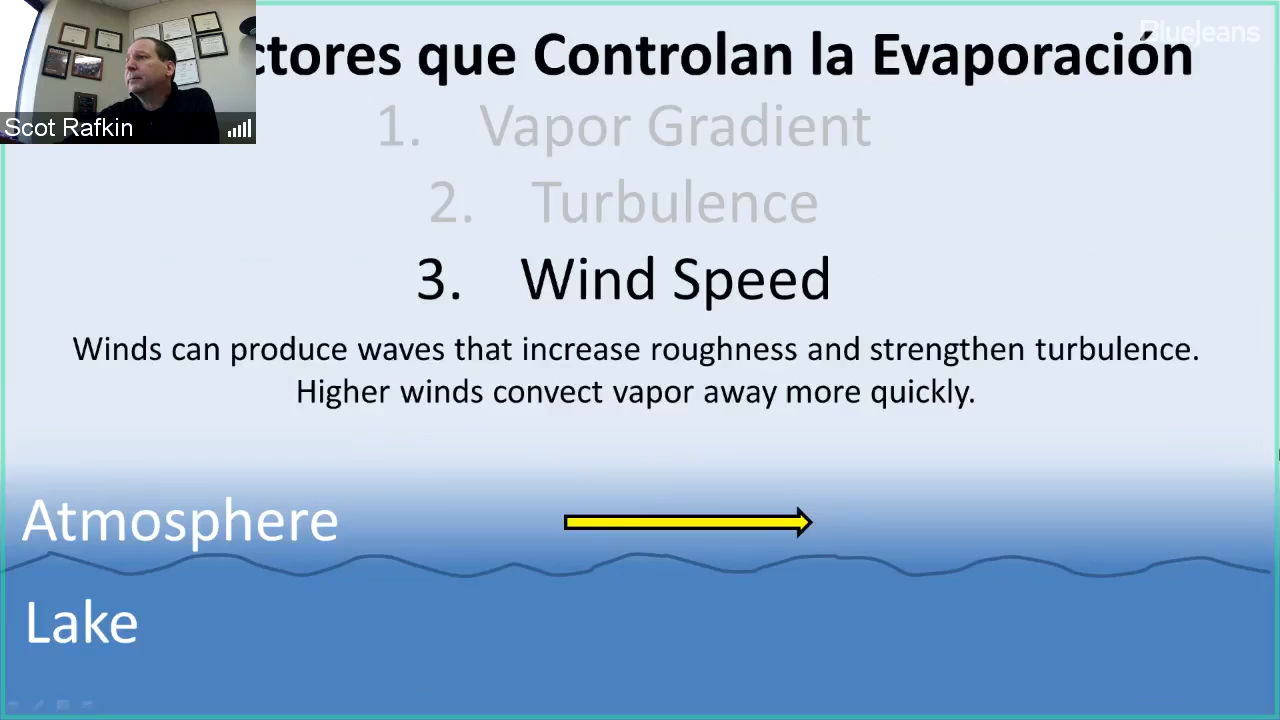 ctores que Controlan la Evaporación
BlueJeans
Scot Rafkin
1. Vapor Gradient
2. Turbulence
3. Wind Speed
Winds can produce waves that increase roughness and strengthen turbulence.
Higher winds convect vapor away more quickly.
Atmosphere
Lake